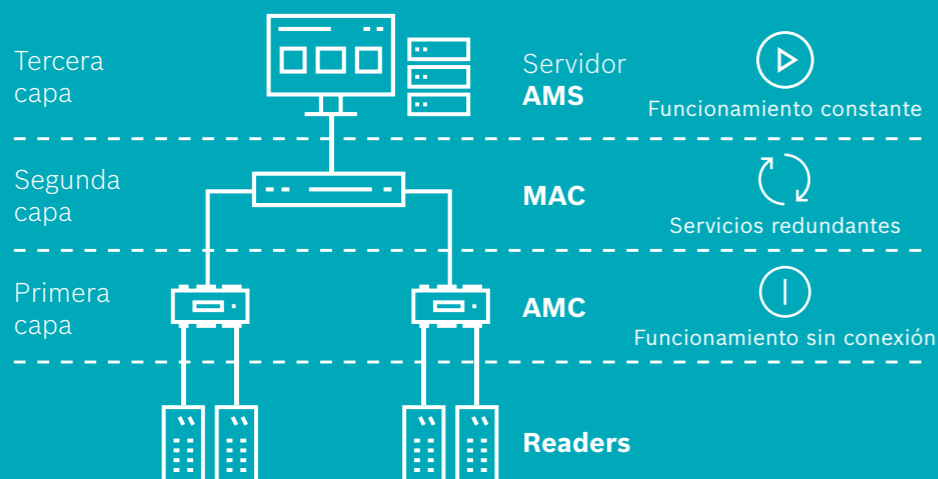 Tercera
capa
Servidor
AMS
Funcionamiento constante
Segunda
capa
MAC
Servicios redundantes
Primera
capa
AMC
Funcionamiento sin conexión
Readers